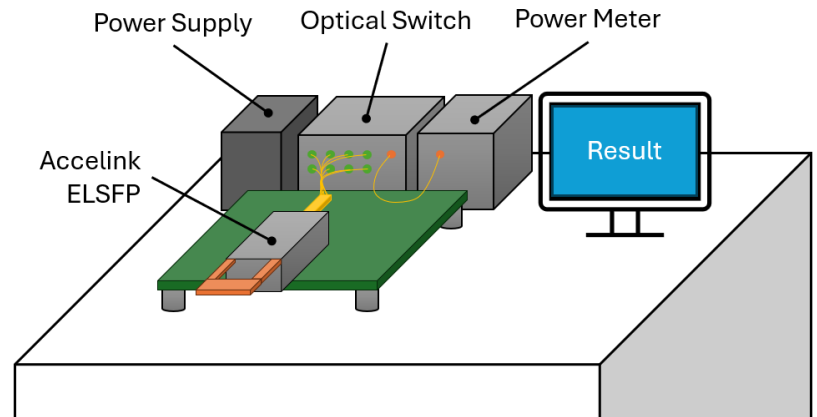 Power Supply
Optical Switch
Power Meter
Accelink
ELSFP
Result